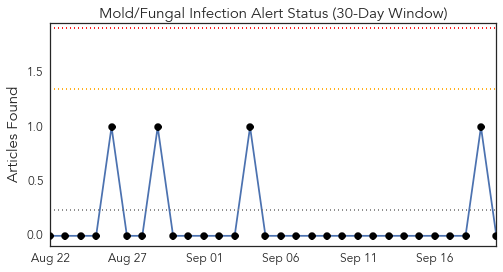 Mold/Fungal Infection Alert Status (30-Day Window)
Articles Found
1.5
1.0
0.5
0.0
Aug 22 Aug 27 Sep 01 Sep 06 Sep 11 Sep 16